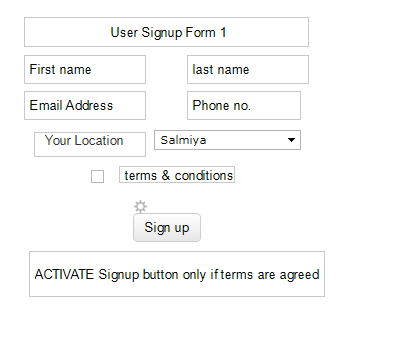 User Signup Form 1
First name
last name
Email Address
Phone no.
Your Location
Salmiya
terms & conditions
Sign up
ACTIVATE Signup button only if terms are agreed